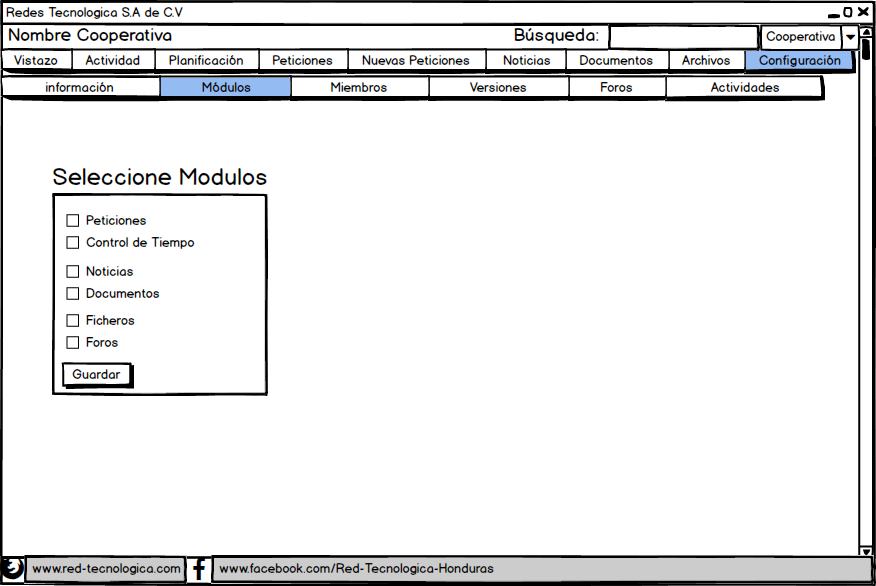 Redes Tecnologica S.A de C.V
Nombre Cooperativa Búsqueda: Cooperativa
Vistazo Actividad Planificación Peticiones Nuevas Peticiones Noticias Documentos Archivos Configuración
información Módulos Miembros Versiones Foros Actividades
Seleccione Modulos
Peticiones
Control de Tiempo
Noticias
Documentos
Ficheros
Foros
Guardar
www.red-tecnologica.com www.facebook.com/Red-Tecnologica-Honduras